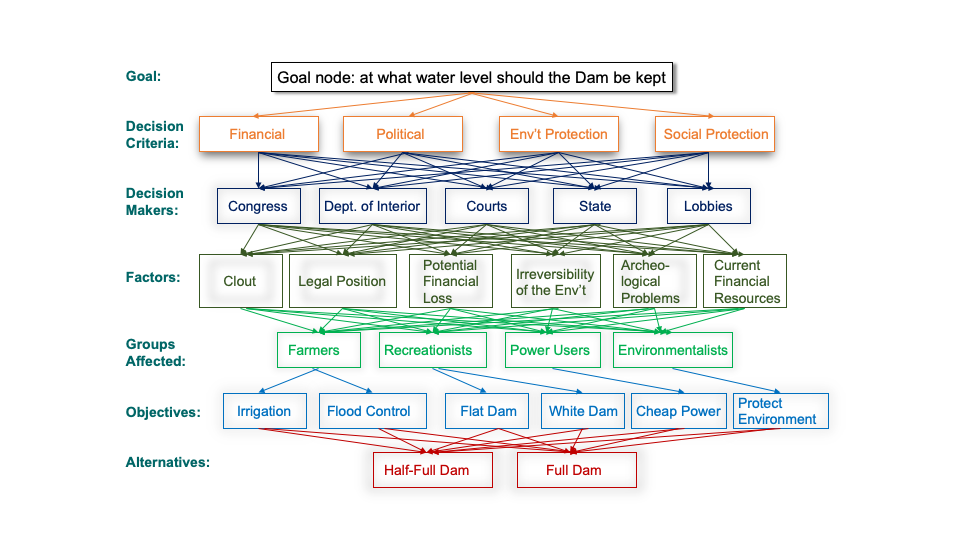 Goal:
Goal node: at what water level should the Dam be kept
Decision
Criteria:
Financial
Political
Env't Protection
Social Protection
Decision
Makers:
Congress
Dept. of Interior
Courts
State
Lobbies
Factors:
Clout
Legal Position
Potential
Financial
Loss
Irreversibility
of the Env't
Archeo-
logical
Problems
Current
Financial
Resources
Groups
Affected:
Farmers
Recreationists
Power Users
Environmentalists
Objectives:
Irrigation
Flood Control
Flat Dam
White Dam
Cheap Power
Protect
Environment
Alternatives:
Half-Full Dam
Full Dam